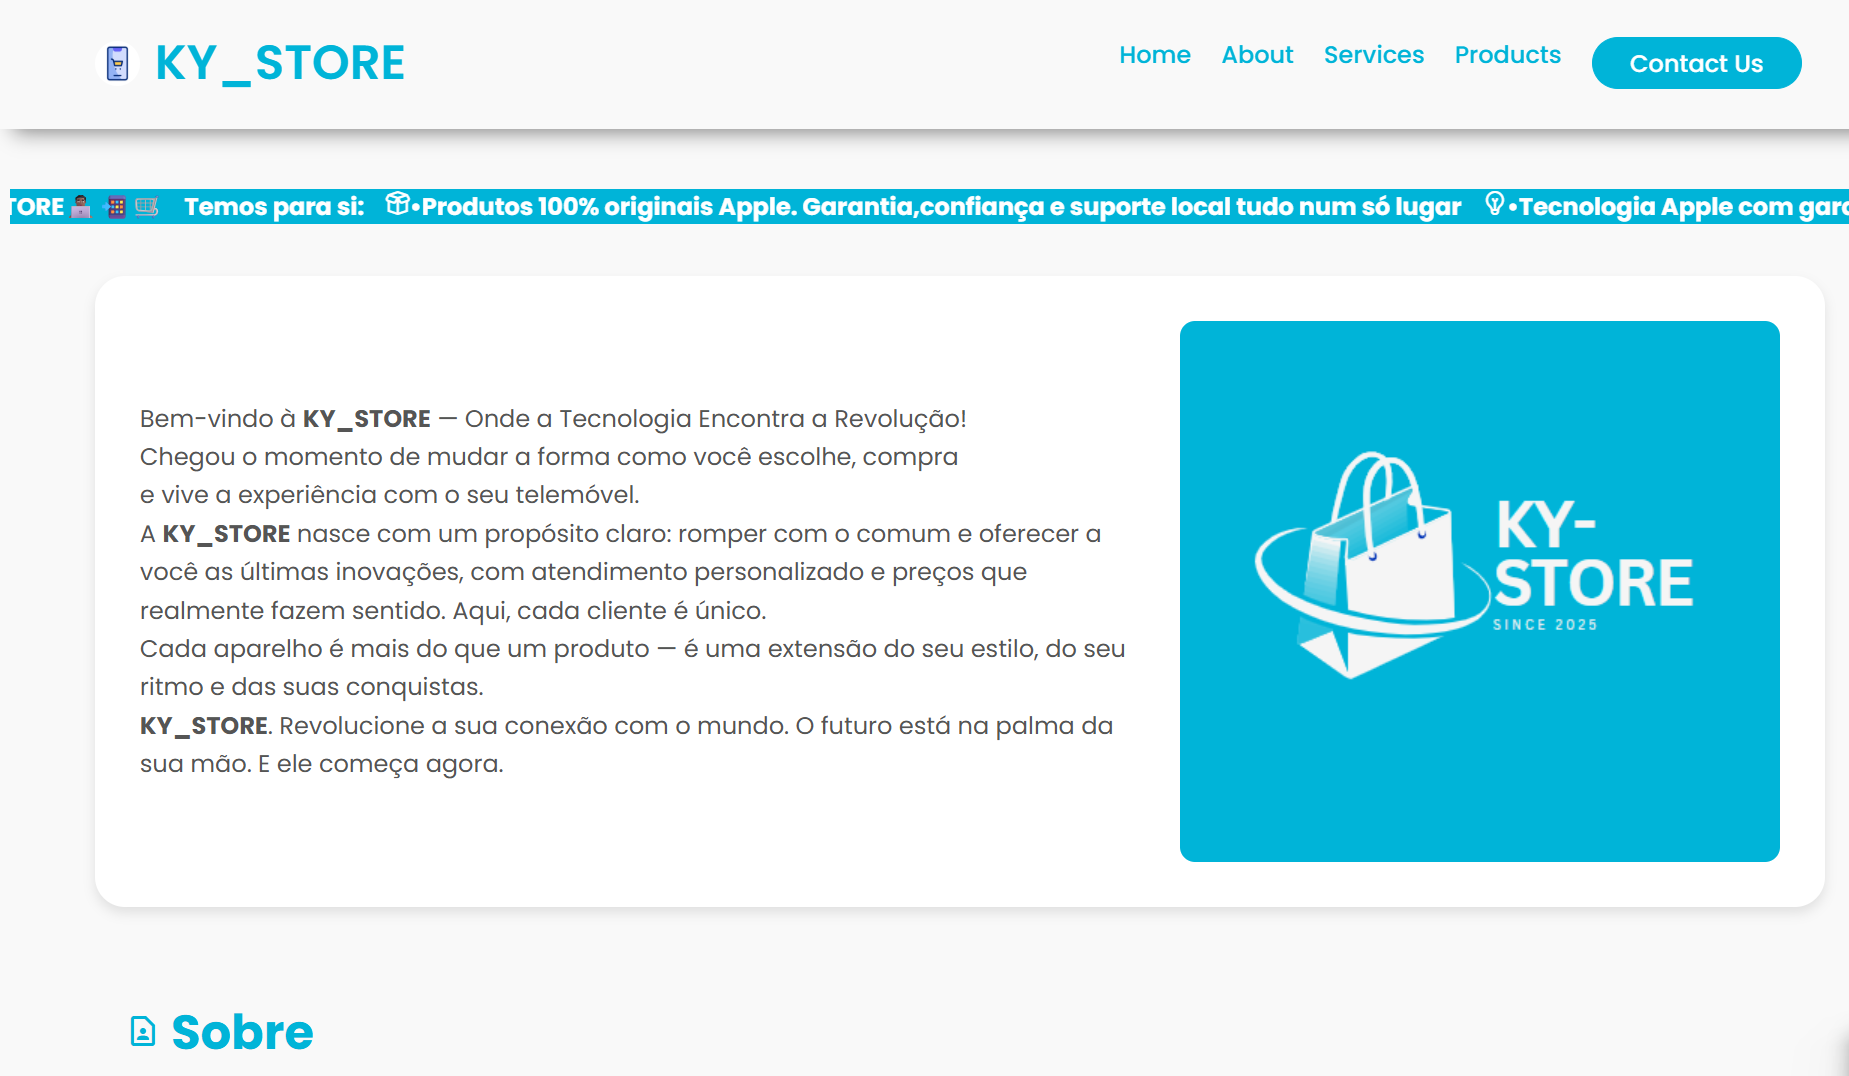 KY_STORE
Home About Services Products Contact Us
TORE Temos para si: •Produtos 100% originais Apple. Garantia,confiança e suporte local tudo num só lugar •Tecnologia Apple com
Bem-vindo à KY_STORE — Onde a Tecnologia Encontra a Revolução!
Chegou o momento de mudar a forma como você escolhe, compra
e vive a experiência com o seu telemóvel.
A KY_STORE nasce com um propósito claro: romper com o comum e oferecer a
você as últimas inovações, com atendimento personalizado e preços que
realmente fazem sentido. Aqui, cada cliente é único.
Cada aparelho é mais do que um produto — é uma extensão do seu estilo, do seu
ritmo e das suas conquistas.
KY_STORE. Revolucione a sua conexão com o mundo. O futuro está na palma da
sua mão. E ele começa agora.
KY-
STORE
SINCE 2025
Sobre